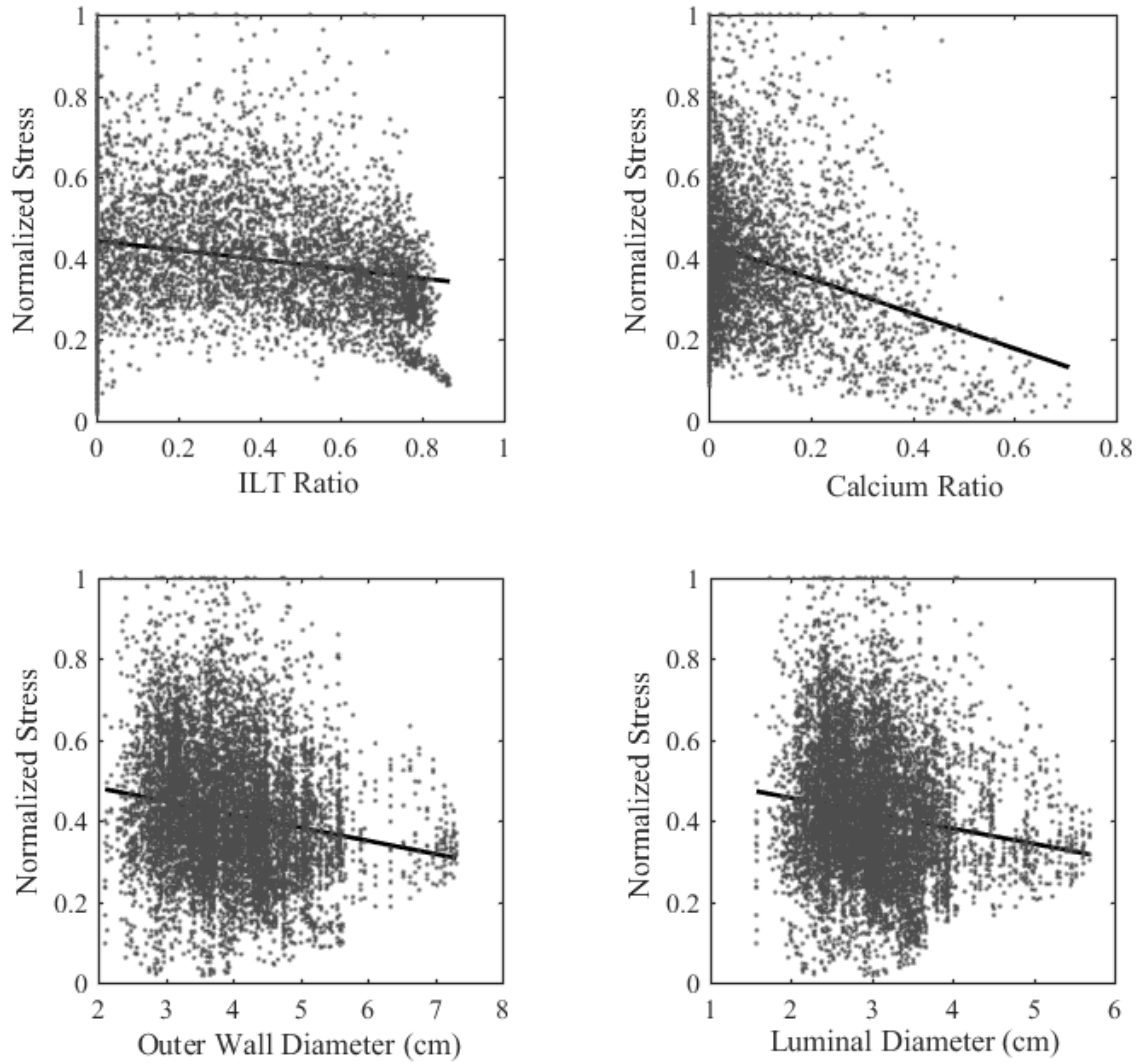 Normalized Stress
1
0.8
0.6
0.4
0.2
0
0 0.2 0.4 0.6 0.8 1
ILT Ratio
Normalized Stress
1
0.8
0.6
0.4
0.2
0
0 0.2 0.4 0.6 0.8
Calcium Ratio
Normalized Stress
1
0.8
0.6
0.4
0.2
0
2 3 4 5 6 7 8
Outer Wall Diameter (cm)
Normalized Stress
1
0.8
0.6
0.4
0.2
0
1 2 3 4 5 6
Luminal Diameter (cm)